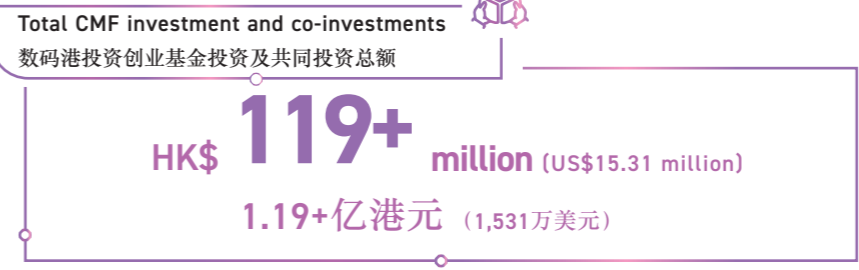 Total CMF investment and co-investments
数码港投资创业基金投资及共同投资总额
HK$ 119+ million (US$15.31 million)
1.19+亿港元（1,531万美元）